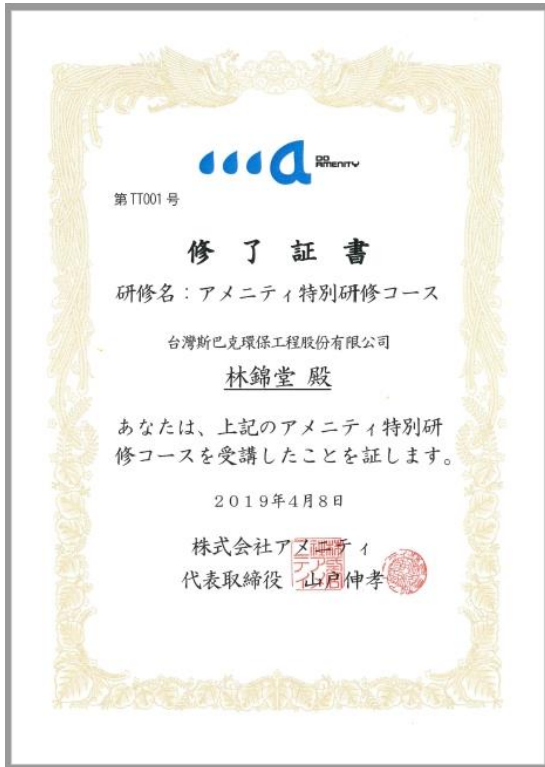 DO
AMENITY
第TT001号
修了証書
研修名：アメニティ特別研修コース
台灣斯巴克環保工程股份有限公司
林錦堂 殿
あなたは、上記のアメニティ特別研
修コースを受講したことを証します。
2019年4月8日
株式会社アメニティ
代表取締役 山戸伸孝